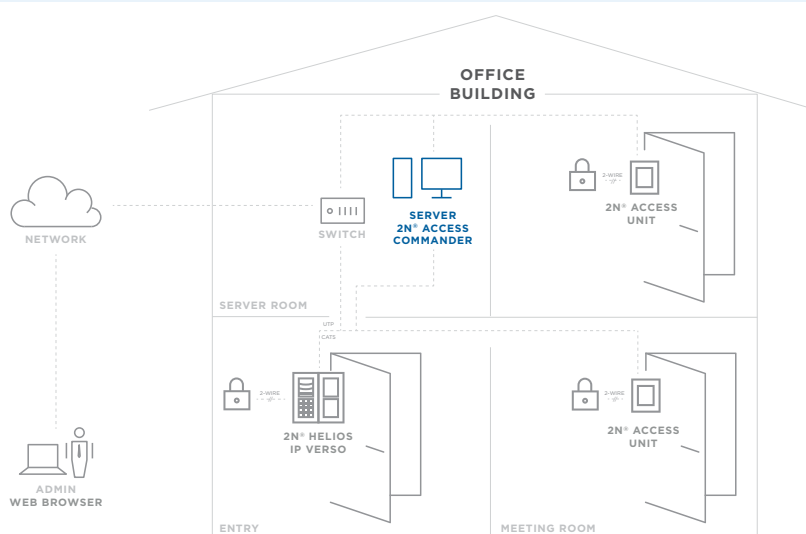 OFFICE
BUILDING
2-WIRE
2N® ACCESS
UNIT
SERVER
2N® ACCESS
COMMANDER
SWITCH
NETWORK
SERVER ROOM
UTP
CAT5
2-WIRE
2N® HELIOS
IP VERSO
2-WIRE
2N® ACCESS
UNIT
ADMIN
WEB BROWSER
ENTRY
MEETING ROOM